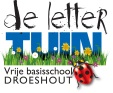 de letter
TUIN
Vrije basisschool
DROESHOUT